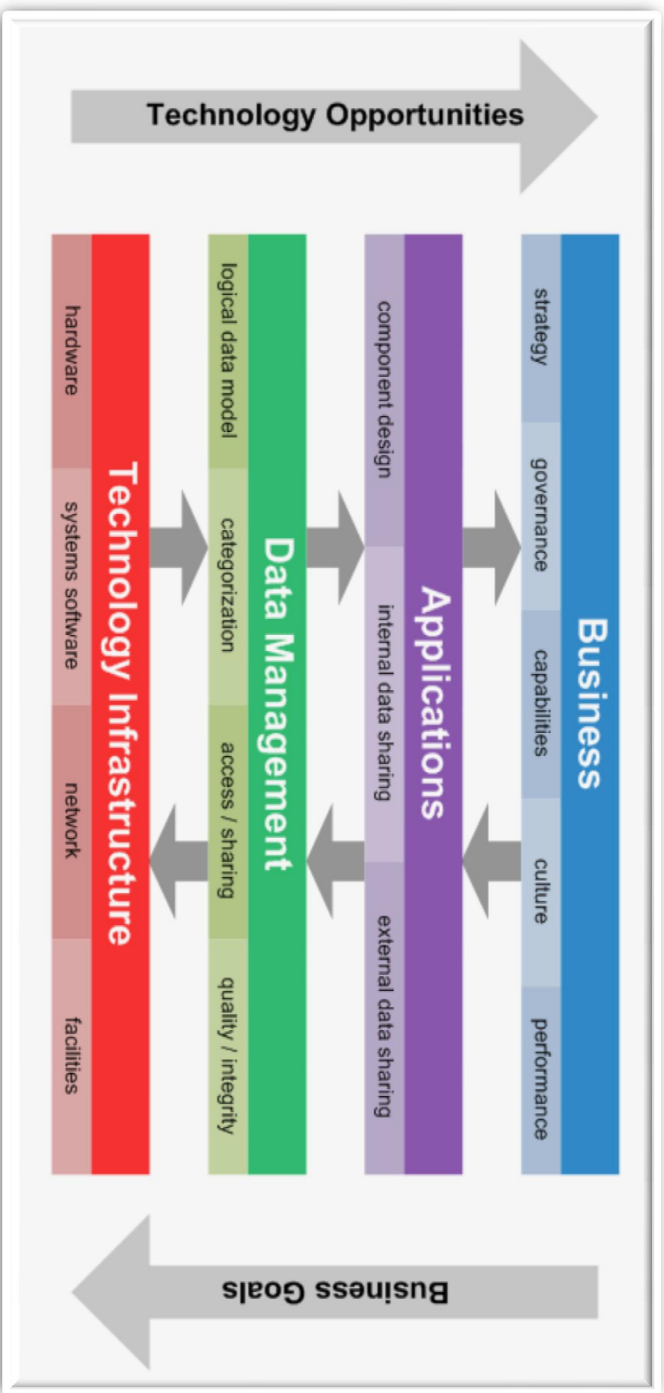 Technology Opportunities
Business
strategy
governance
capabilities
culture
performance
Applications
component design
internal data sharing
external data sharing
Data Management
logical data model
categorization
access / sharing
quality / integrity
Technology Infrastructure
hardware
systems software
network
facilities
Business Goals